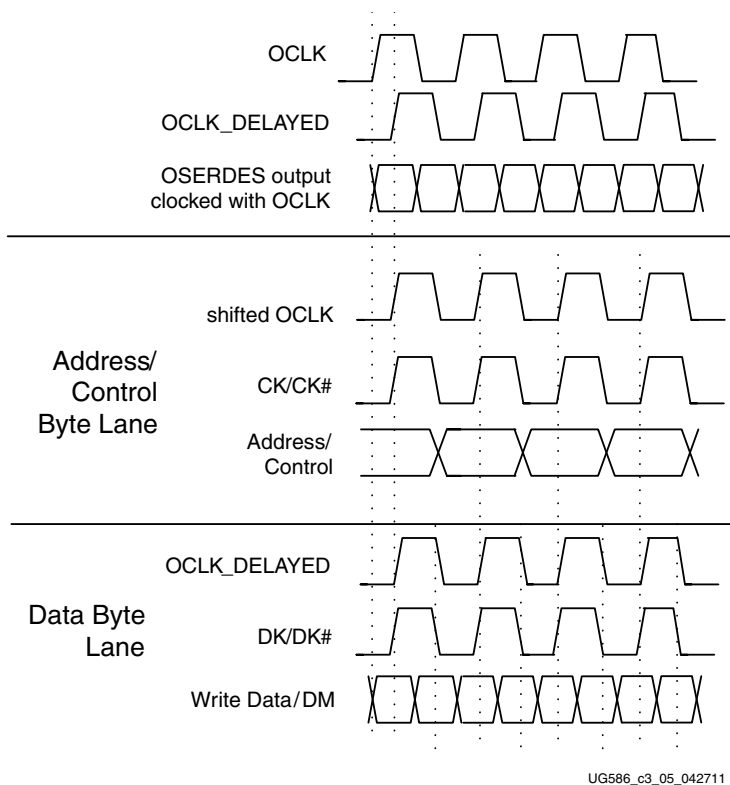 OCLK
OCLK_DELAYED
OSERDES output
clocked with OCLK
Address/
Control
Byte Lane
shifted OCLK
CK/CK#
Address/
Control
Data Byte
Lane
OCLK_DELAYED
DK/DK#
Write Data/DM
UG586_c3_05_042711